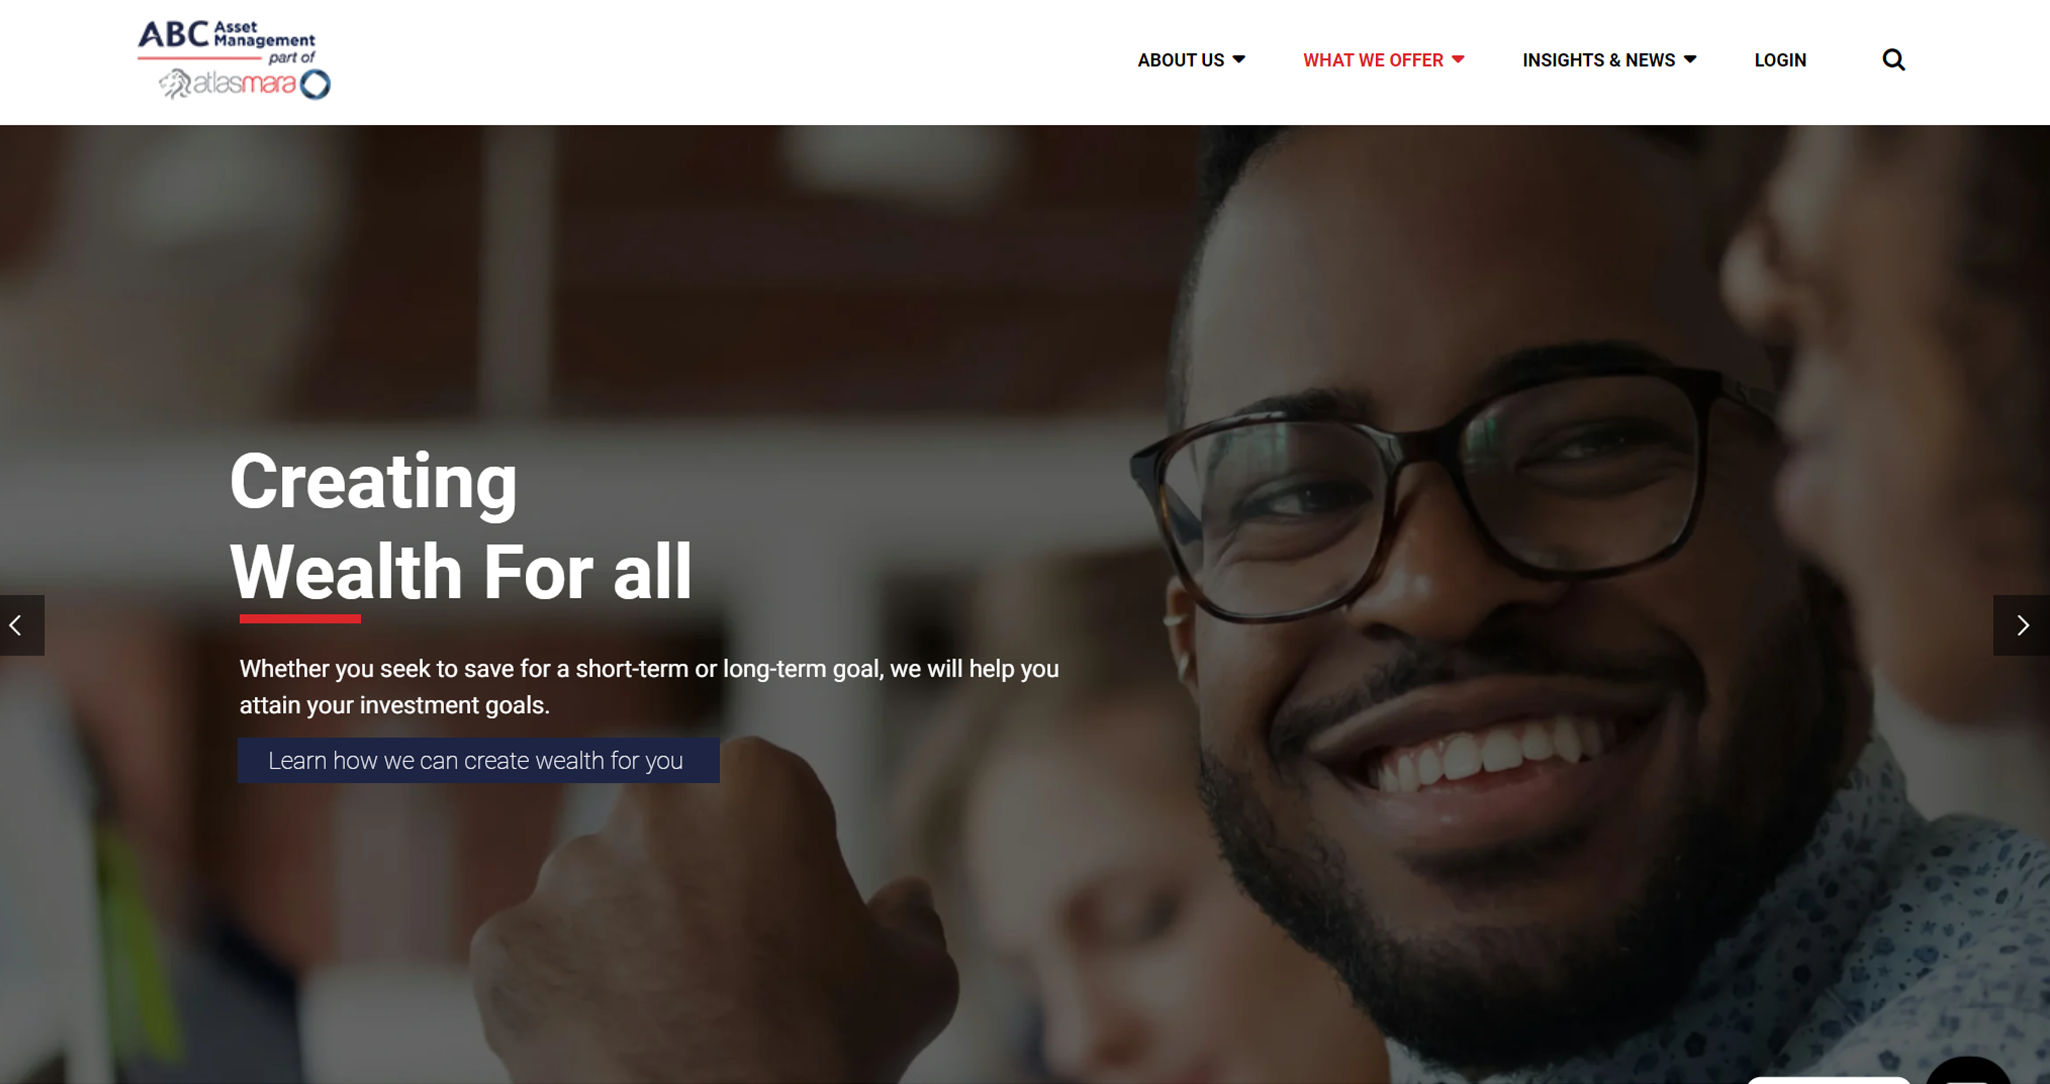 ABC Asset Management
part of
atlasmara
ABOUT US
WHAT WE OFFER
INSIGHTS & NEWS
LOGIN
Creating
Wealth For all
Whether you seek to save for a short-term or long-term goal, we will help you
attain your investment goals.
Learn how we can create wealth for you